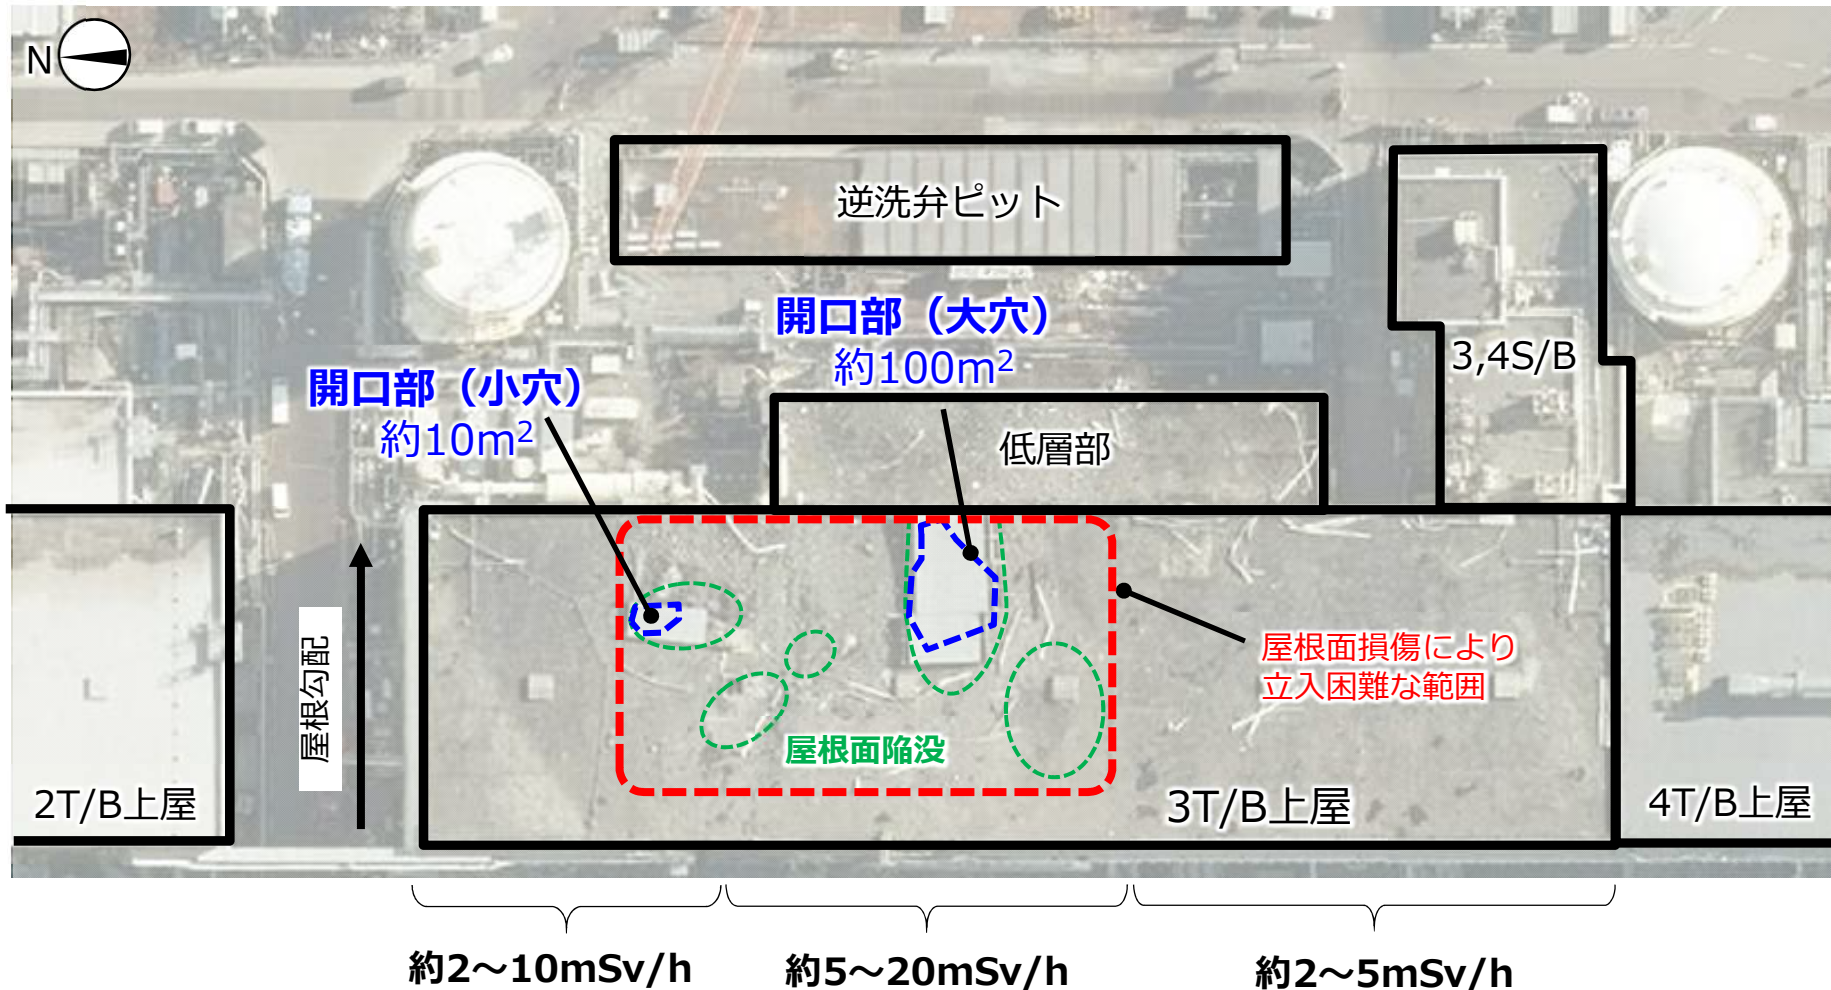 N
逆洗弁ピット
開口部（大穴）
約100m²
3,4S/B
開口部（小穴）
約10m²
低層部
屋根勾配
屋根面損傷により
立入困難な範囲
屋根面陥没
2T/B上屋
3T/B上屋
4T/B上屋
約2～10mSv/h
約5～20mSv/h
約2～5mSv/h